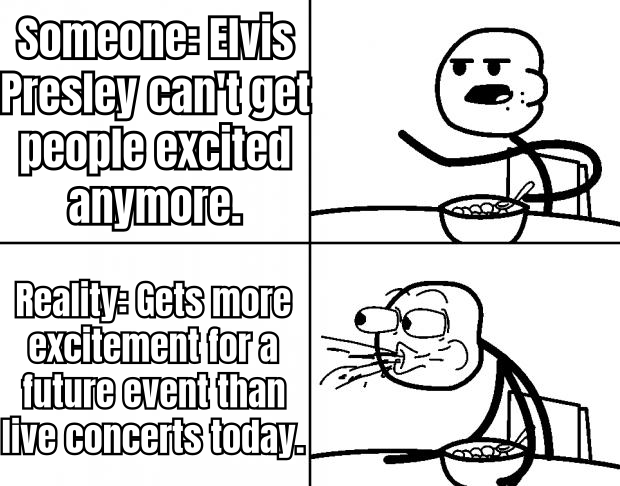 Someone: Elvis
Presley can't get
people excited
anymore.
Reality: Gets more
excitement for a
future event than
live concerts today.